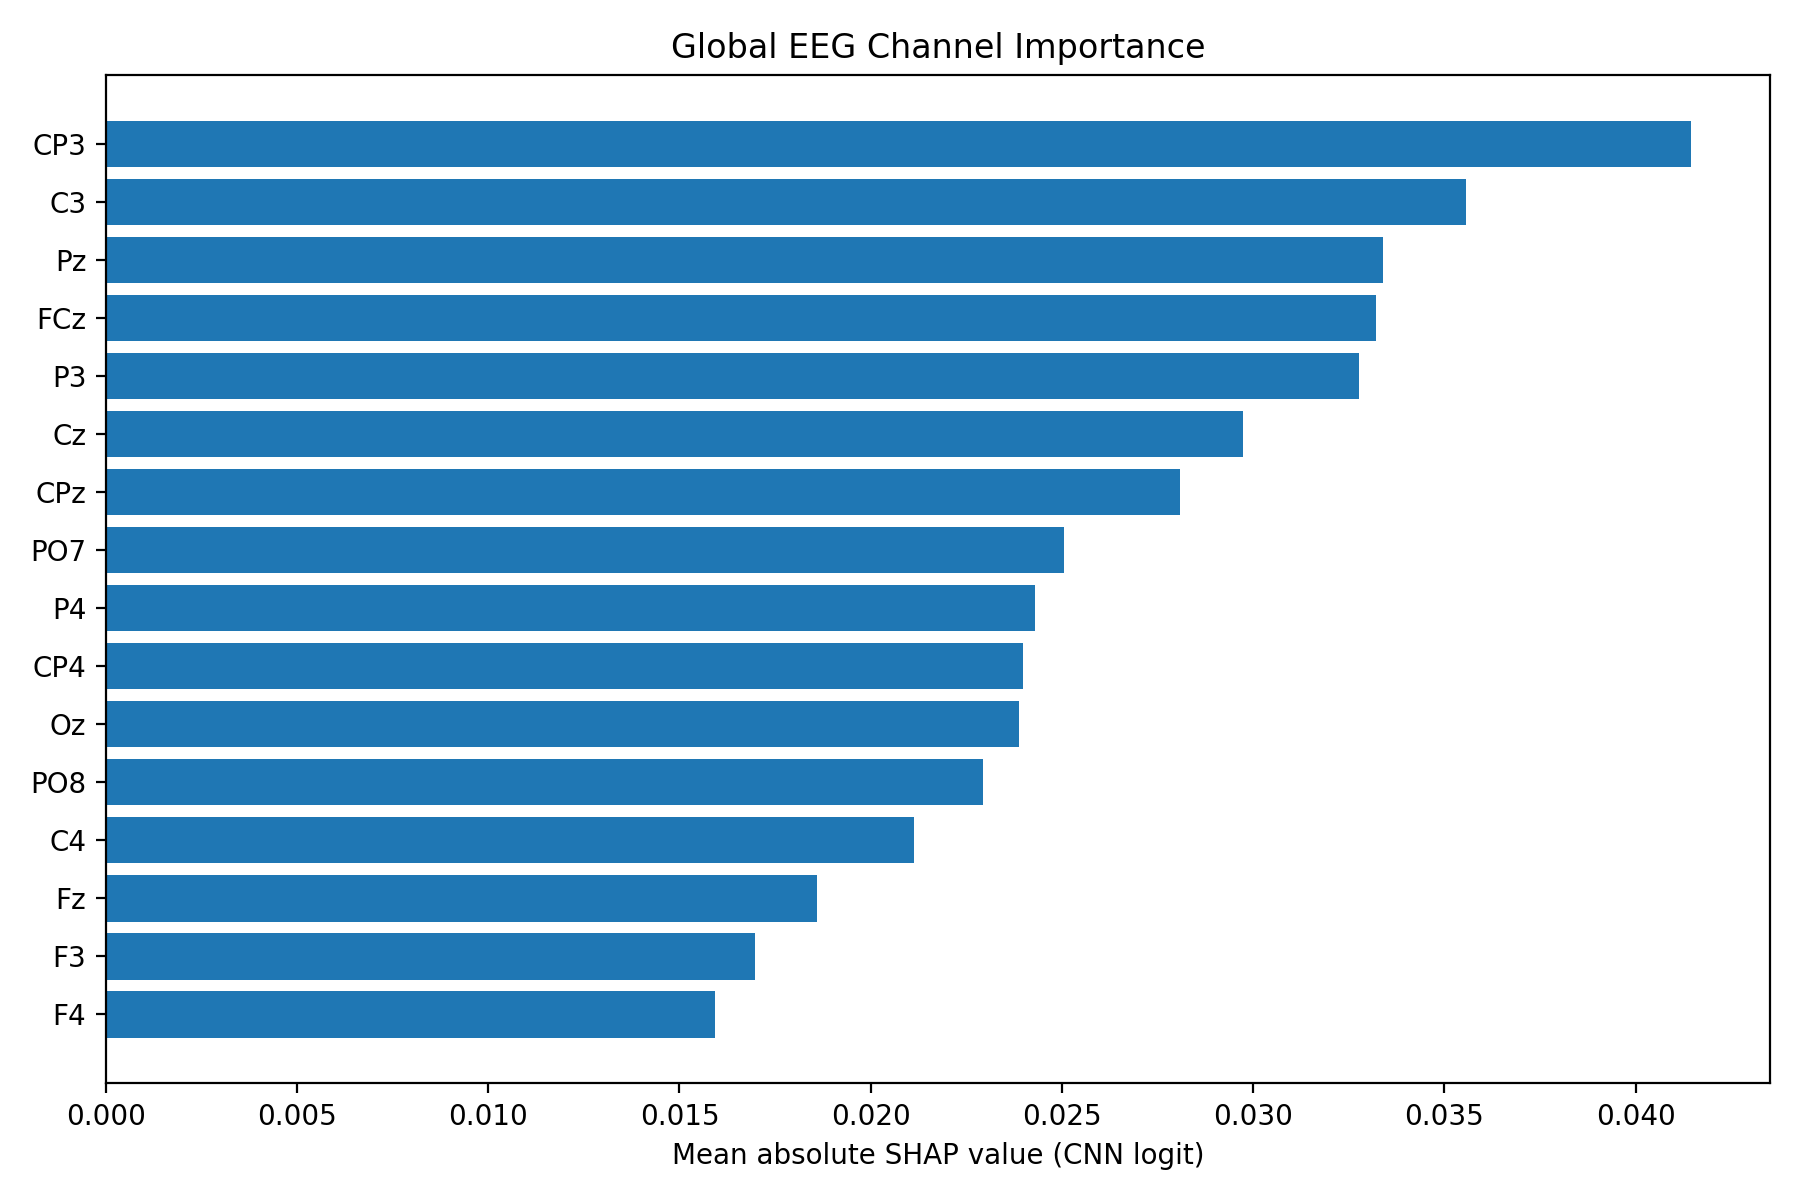 Global EEG Channel Importance
CP3
C3
Pz
FCz
P3
Cz
CPz
PO7
P4
CP4
Oz
PO8
C4
Fz
F3
F4
0.000 0.005 0.010 0.015 0.020 0.025 0.030 0.035 0.040
Mean absolute SHAP value (CNN logit)